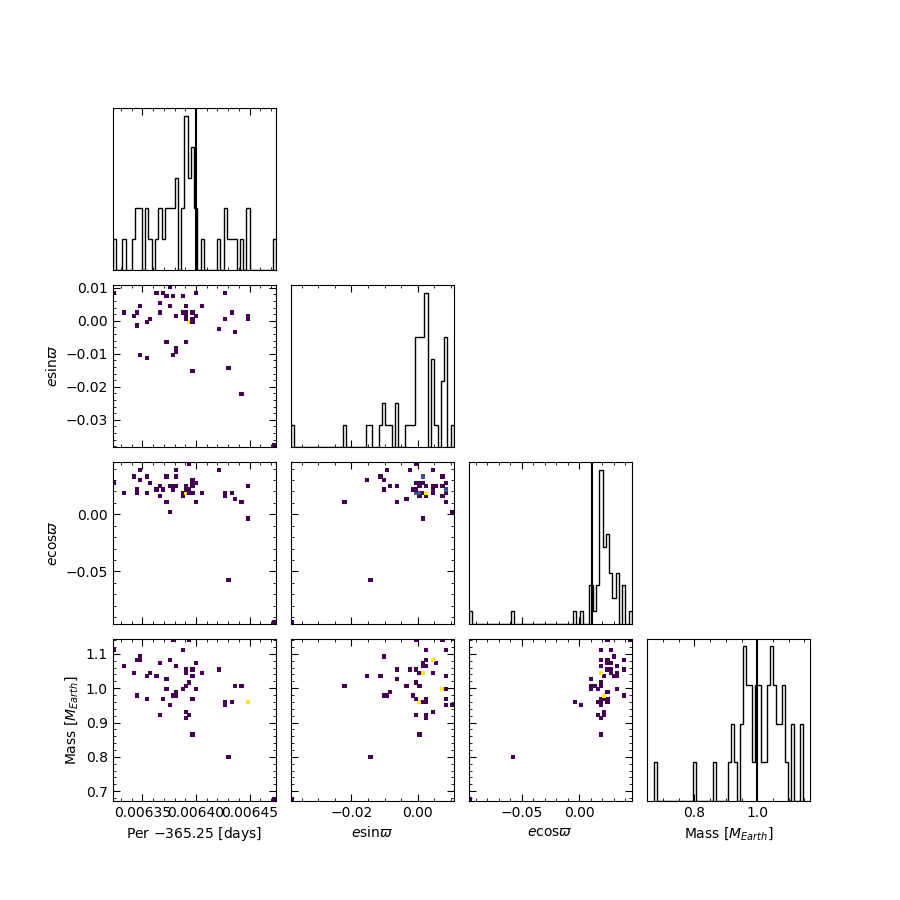 0.01
0.00
−0.01
−0.02
−0.03
esinϖ
0.00
−0.05
ecosϖ
1.1
1.0
0.9
0.8
0.7
Mass [M_Earth]
0.00635 0.00640 0.00645
−0.02 0.00
−0.05 0.00
0.8 1.0
Per −365.25 [days]
esinϖ
ecosϖ
Mass [M_Earth]